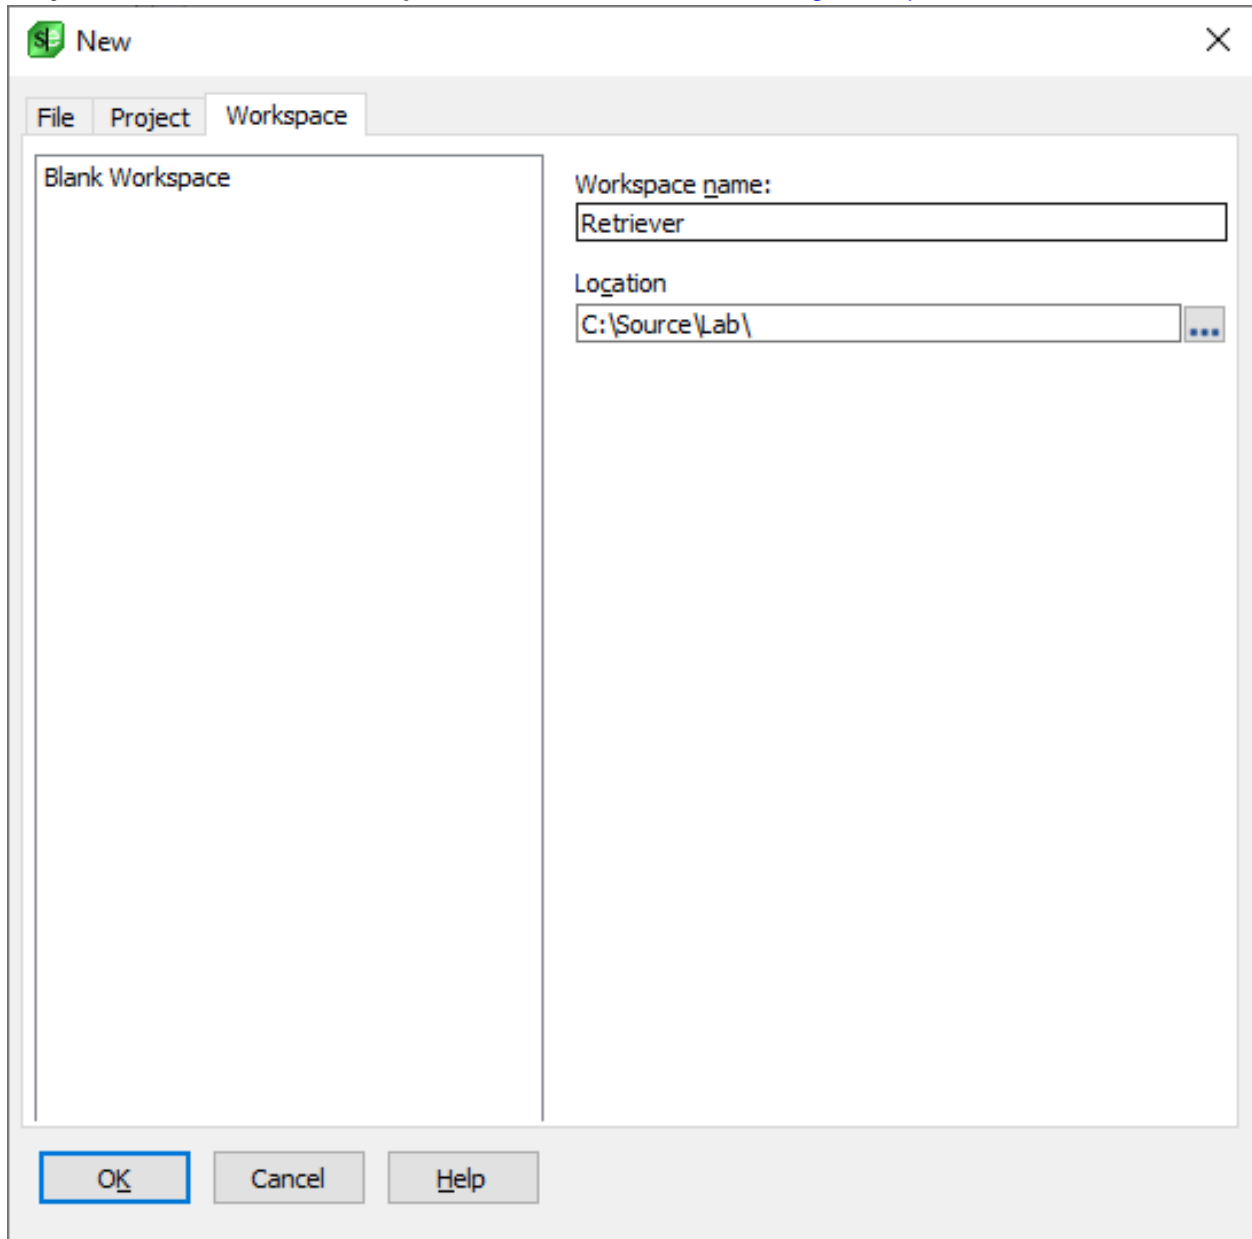 New
File Project Workspace
Blank Workspace
Workspace name:
Retriever
Location
C:\Source\Lab\
...
OK Cancel Help